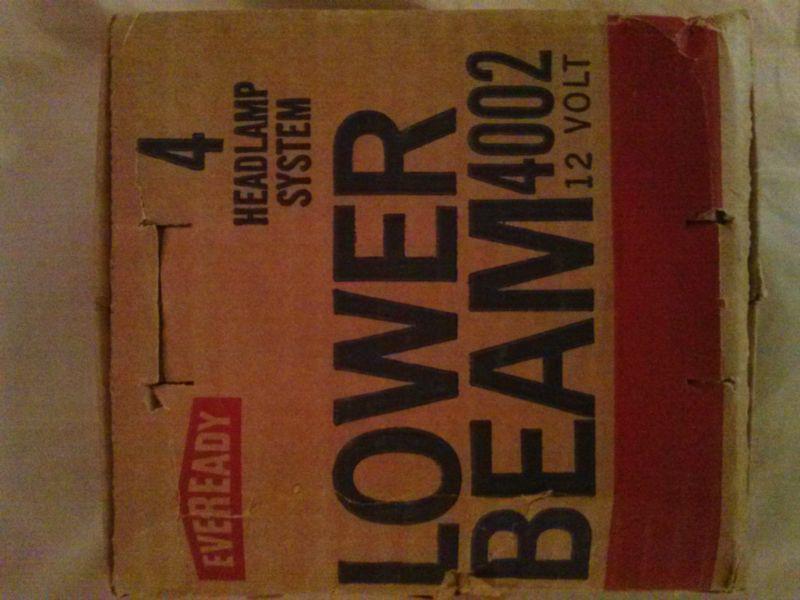 EVEREADY
4
HEADLAMP
SYSTEM
LOWER
BEAM 4002
12 VOLT